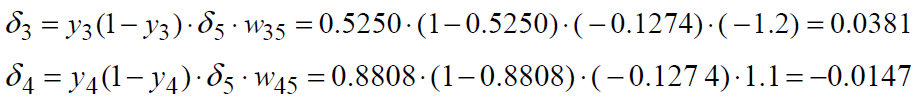 δ₃ = y₃(1−y₃)·δ₅·w₃₅ = 0.5250·(1−0.5250)·(−0.1274)·(−1.2) = 0.0381
δ₄ = y₄(1−y₄)·δ₅·w₄₅ = 0.8808·(1−0.8808)·(−0.127 4)·1.1 = −0.0147